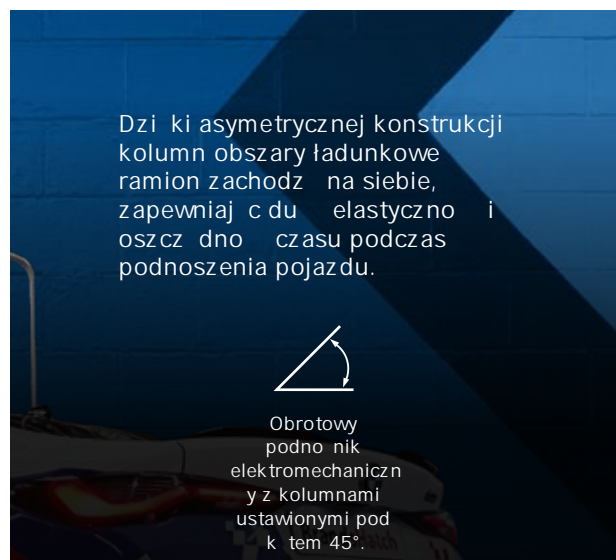 Dzi ki asymetrycznej konstrukcji
kolumn obszary ładunkowe
ramion zachodz na siebie,
zapewniaj c du elastyczno i
oszcz dno czasu podczas
podnoszenia pojazdu.
Obrotowy
podno nik
elektromechaniczn
y z kolumnami
ustawionymi pod
k tem 45°.